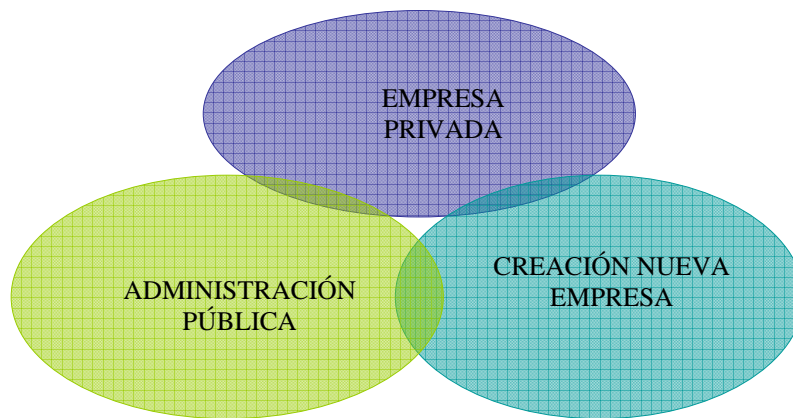 EMPRESA
PRIVADA
ADMINISTRACIÓN
PÚBLICA
CREACIÓN NUEVA
EMPRESA